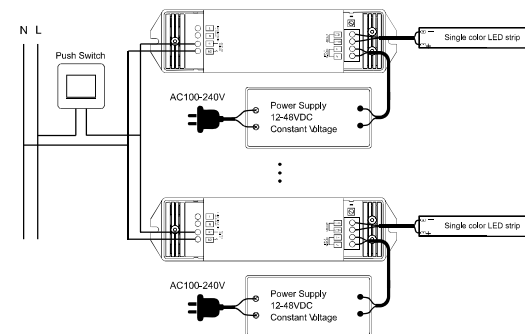 N L
Push Switch
Single color LED strip
AC100-240V
Power Supply
12-48VDC
Constant Voltage
Single color LED strip
AC100-240V
Power Supply
12-48VDC
Constant Voltage